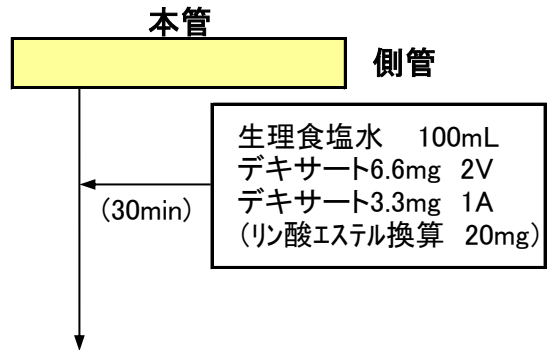 本管
側管
生理食塩水 100mL
デキサート6.6mg 2V
デキサート3.3mg 1A
(リン酸エステル換算 20mg)
(30min)